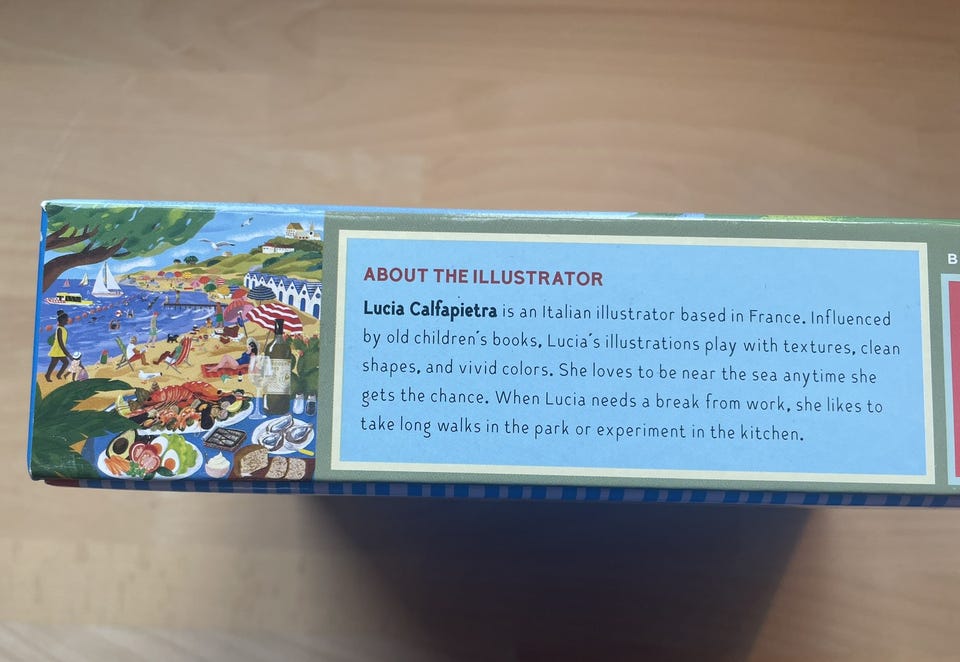 ABOUT THE ILLUSTRATOR
Lucia Calfapietra is an Italian illustrator based in France. Influenced
by old children's books, Lucia's illustrations play with textures, clean
shapes, and vivid colors. She loves to be near the sea anytime she
gets the chance. When Lucia needs a break from work, she likes to
take long walks in the park or experiment in the kitchen.
B